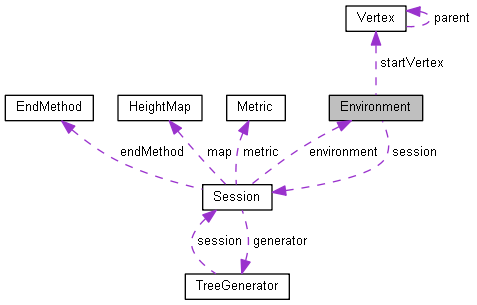 Vertex
parent
startVertex
EndMethod
HeightMap
Metric
Environment
endMethod
map
metric
environment
session
Session
session
generator
TreeGenerator